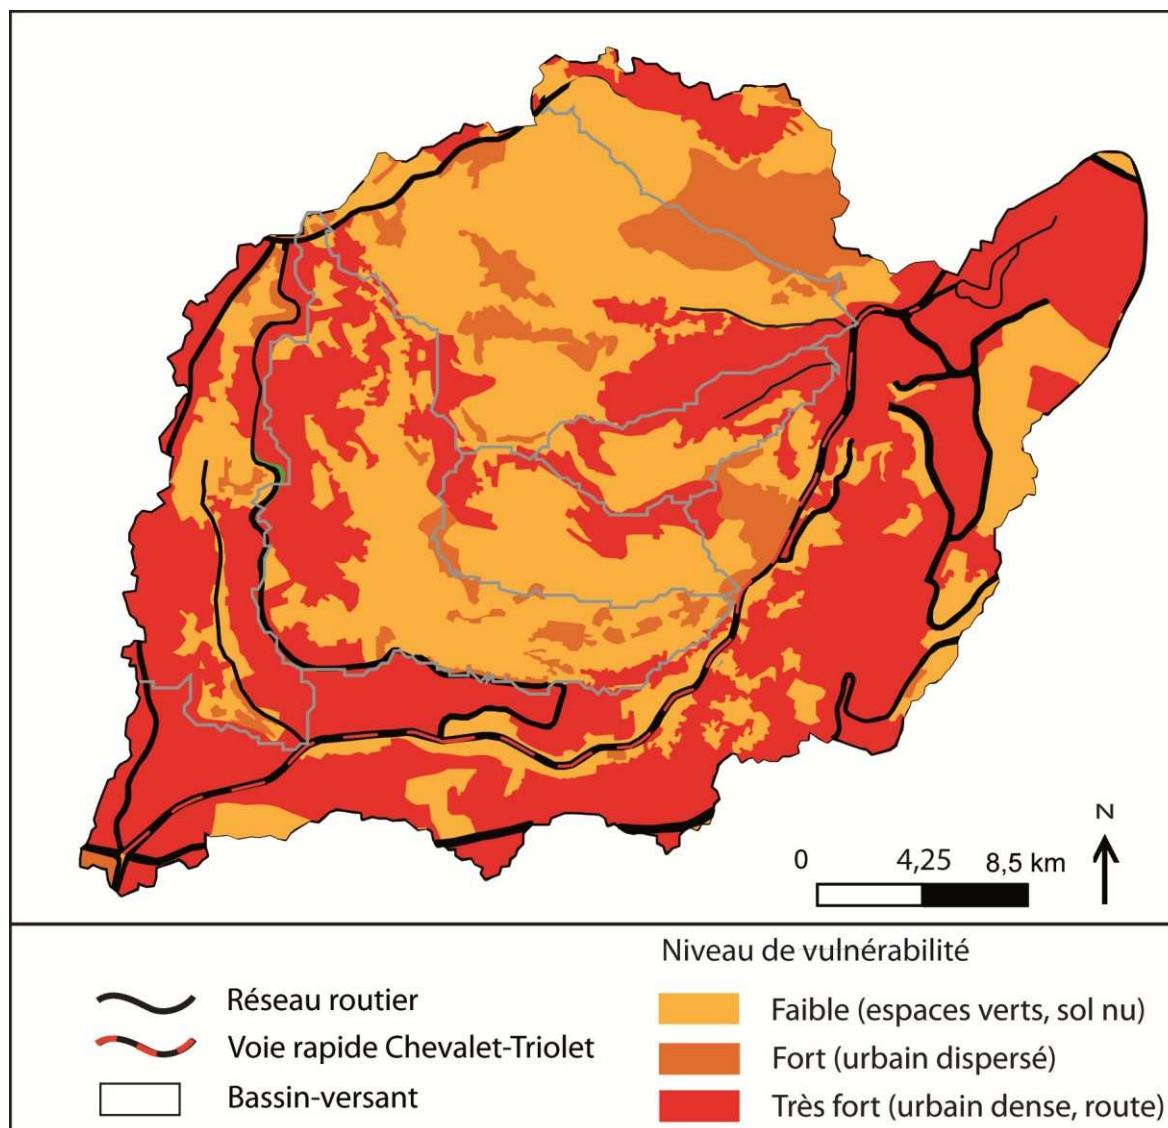 N
0 4,25 8,5 km
Niveau de vulnérabilité
Réseau routier
Voie rapide Chevalet-Triolet
Bassin-versant
Faible (espaces verts, sol nu)
Fort (urbain dispersé)
Très fort (urbain dense, route)